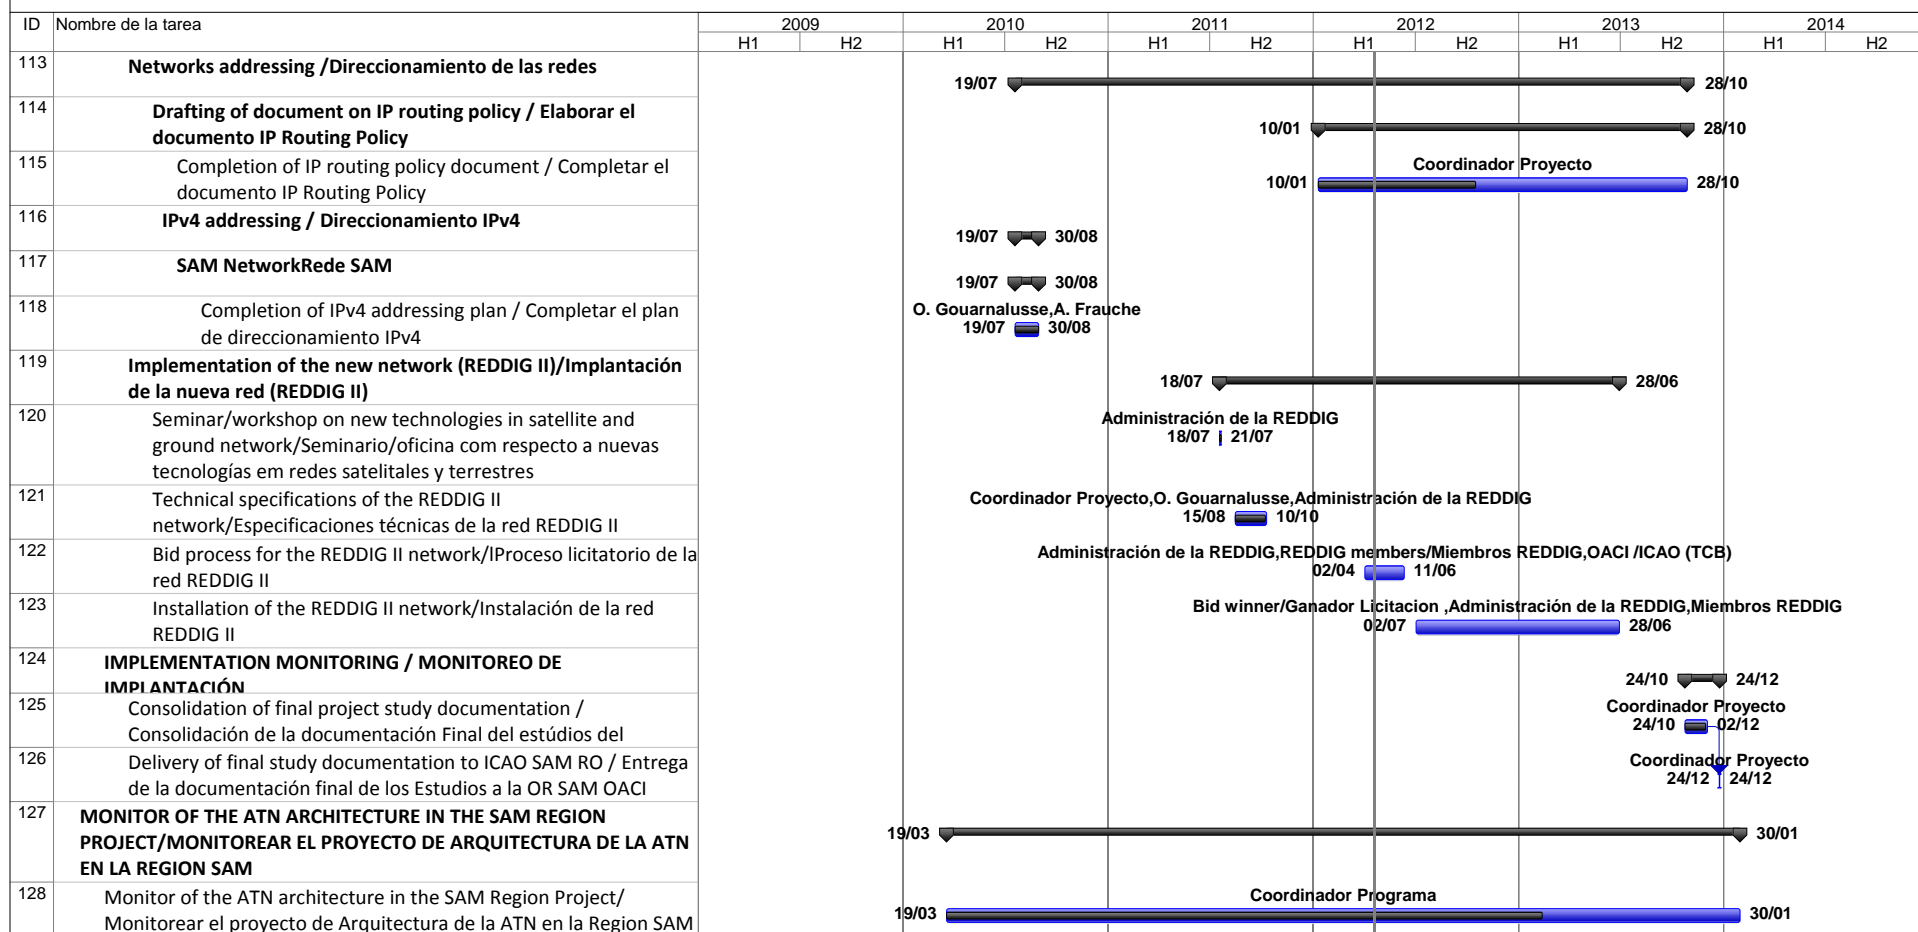 ID Nombre de la tarea 2009 2010 2011 2012 2013 2014
H1 H2 H1 H2 H1 H2 H1 H2 H1 H2 H1 H2
113 Networks addressing /Direccionamiento de las redes
19/07 28/10
114 Drafting of document on IP routing policy / Elaborar el
documento IP Routing Policy
10/01 28/10
115 Completion of IP routing policy document / Completar el
documento IP Routing Policy
Coordinador Proyecto
10/01 28/10
116 IPv4 addressing / Direccionamiento IPv4
19/07 30/08
117 SAM NetworkRede SAM
19/07 30/08
118 Completion of IPv4 addressing plan / Completar el plan
de direccionamiento IPv4
O. Gouarnalusse,A. Frauche
19/07 30/08
119 Implementation of the new network (REDDIG II)/Implantación
de la nueva red (REDDIG II)
18/07 28/06
120 Seminar/workshop on new technologies in satellite and
ground network/Seminario/oficina com respecto a nuevas
tecnologías em redes satelitales y terrestres
Administración de la REDDIG
18/07 21/07
121 Technical specifications of the REDDIG II
network/Especificaciones técnicas de la red REDDIG II
Coordinador Proyecto,O. Gouarnalusse,Administración de la REDDIG
15/08 10/10
122 Bid process for the REDDIG II network/lProceso licitatorio de la
red REDDIG II
Administración de la REDDIG,REDDIG members/Miembros REDDIG,OACI /ICAO (TCB)
02/04 11/06
123 Installation of the REDDIG II network/Instalación de la red
REDDIG II
Bid winner/Ganador Licitacion ,Administración de la REDDIG,Miembros REDDIG
02/07 28/06
124 IMPLEMENTATION MONITORING / MONITOREO DE
IMPLANTACIÓN
24/10 24/12
125 Consolidation of final project study documentation /
Consolidación de la documentación Final del estúdios del
Coordinador Proyecto
24/10 02/12
126 Delivery of final study documentation to ICAO SAM RO / Entrega
de la documentación final de los Estudios a la OR SAM OACI
Coordinador Proyecto
24/12 24/12
127 MONITOR OF THE ATN ARCHITECTURE IN THE SAM REGION
PROJECT/MONITOREAR EL PROYECTO DE ARQUITECTURA DE LA ATN
EN LA REGION SAM
19/03 30/01
128 Monitor of the ATN architecture in the SAM Region Project/
Monitorear el proyecto de Arquitectura de la ATN en la Region SAM
Coordinador Programa
19/03 30/01